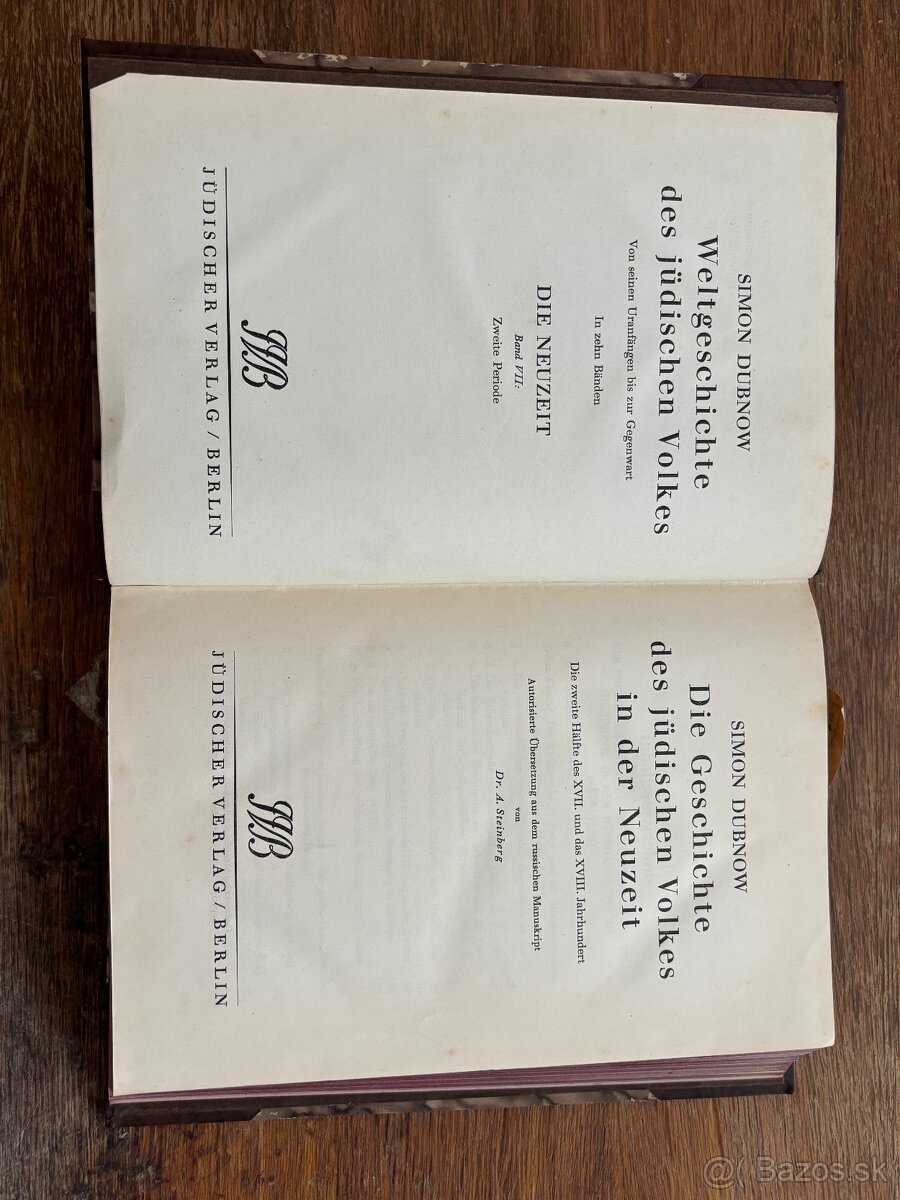 SIMON DUBNOW
Weltgeschichte
des jüdischen Volkes
Von seinen Uranfängen bis zur Gegenwart
In zehn Bänden
DIE NEUZEIT
Band VII:
Zweite Periode
JVB
JÜDISCHER VERLAG / BERLIN
SIMON DUBNOW
Die Geschichte
des jüdischen Volkes
in der Neuzeit
Die zweite Hälfte des XVII. und das XVIII. Jahrhundert
Autorisierte Übersetzung aus dem russischen Manuskript
von
Dr. A. Steinberg
JVB
JÜDISCHER VERLAG / BERLIN
Bazos.sk